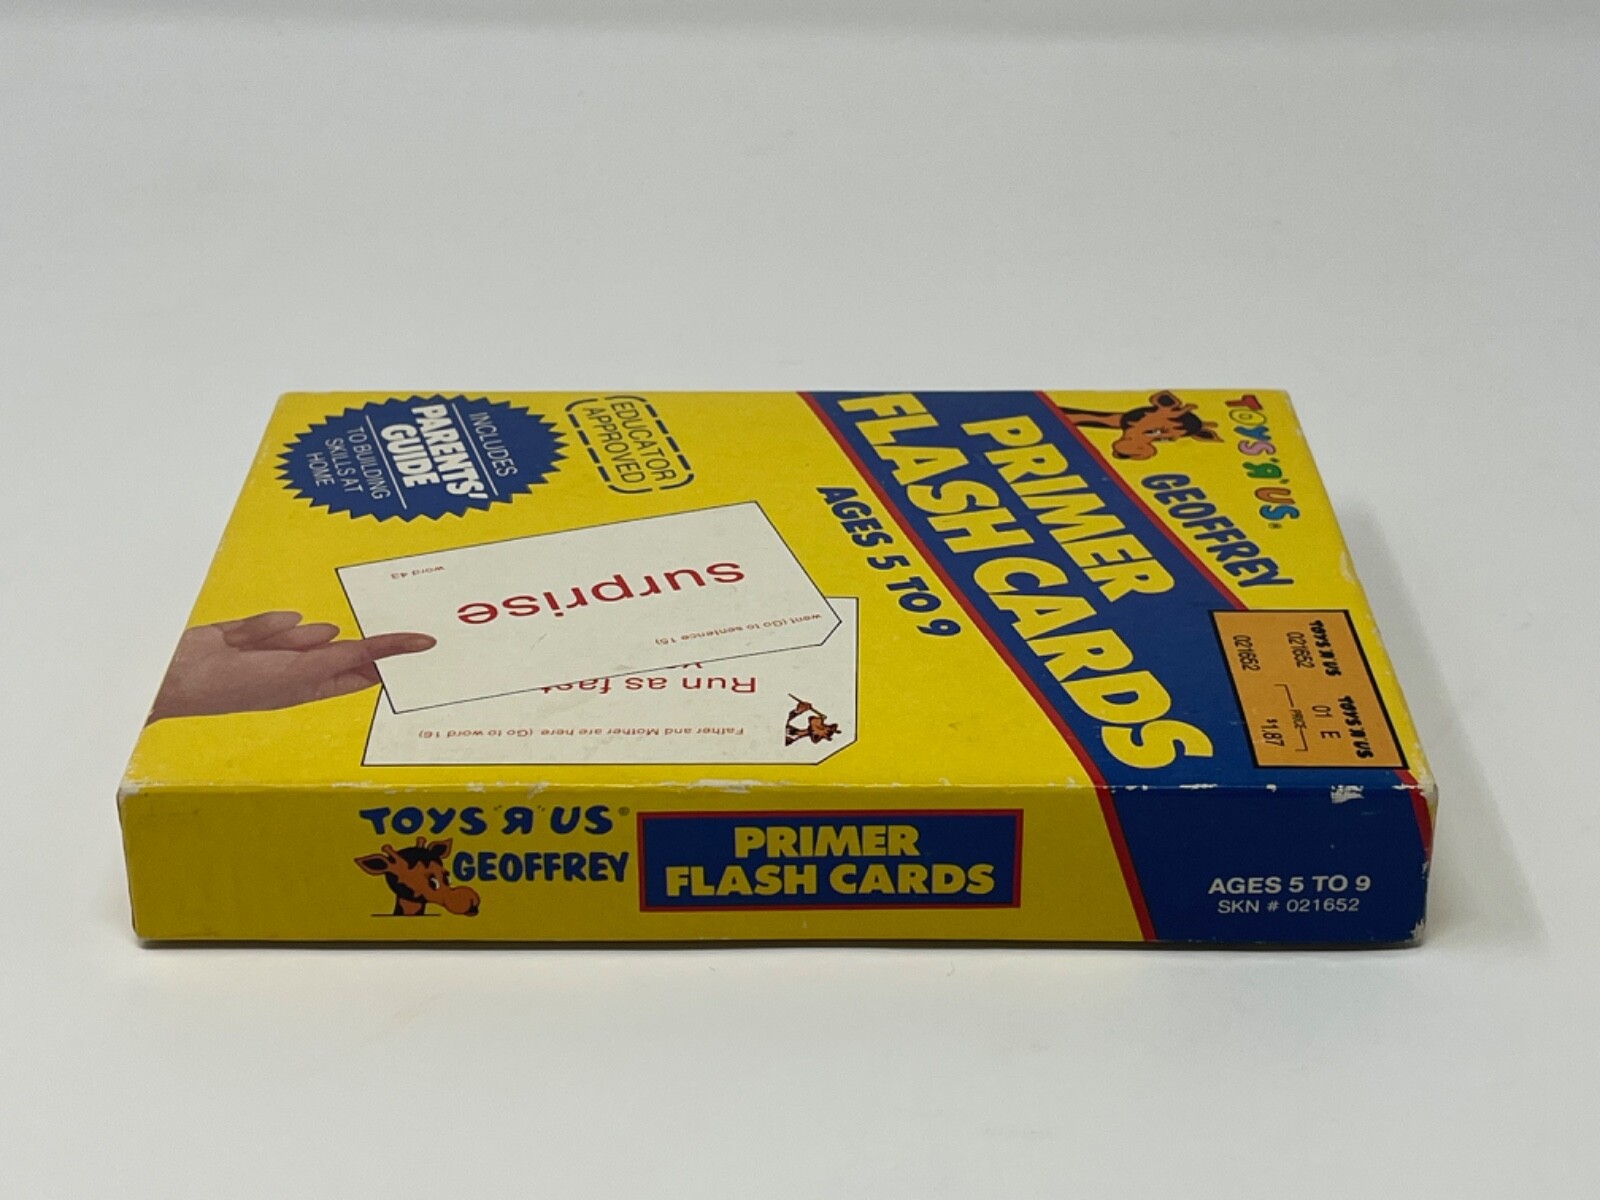 TOYS "R" US®
GEOFFREY
PRIMER
FLASH CARDS
AGES 5 TO 9
EDUCATOR
APPROVED
INCLUDES
PARENTS'
GUIDE
TO BUILDING
SKILLS AT
HOME
TOYS R US TOYS R US
021652 01 E
PRICE
021652 $1.87
word 43
surprise
went (Go to sentence 15)
Run as fast
Father and Mother are here (Go to word 16)
TOYS "R" US®
GEOFFREY
PRIMER
FLASH CARDS
AGES 5 TO 9
SKN # 021652